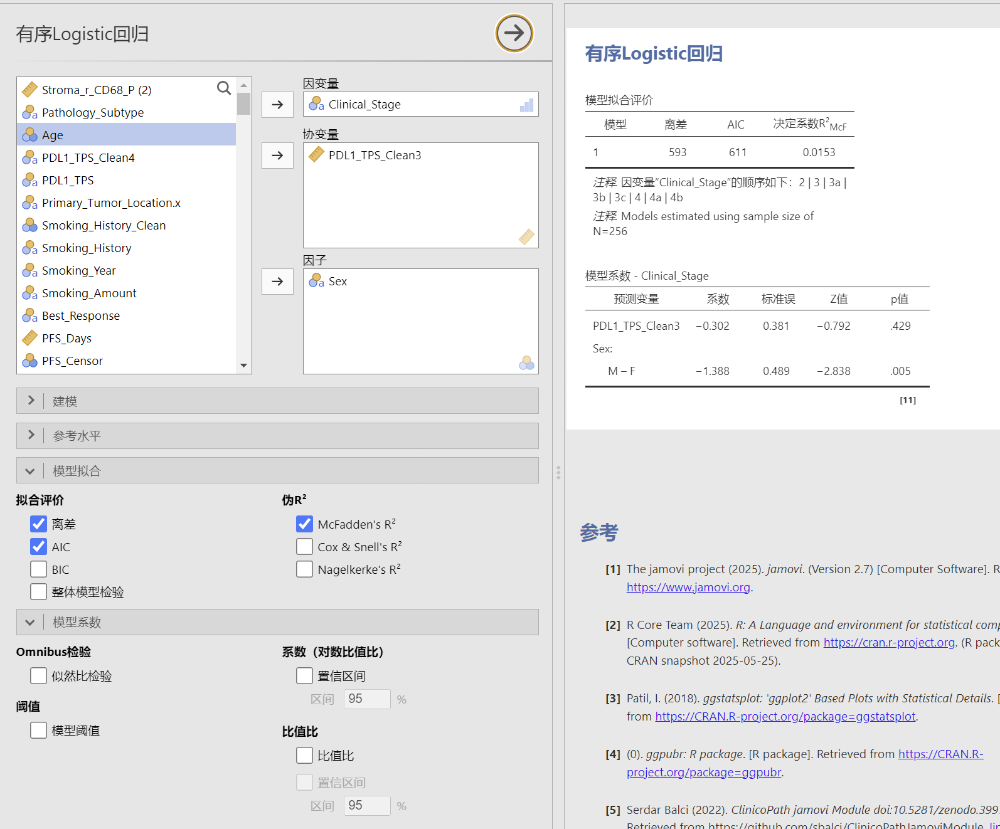 有序Logistic回归
Stroma_r_CD68_P (2)
Pathology_Subtype
Age
PDL1_TPS_Clean4
PDL1_TPS
Primary_Tumor_Location.x
Smoking_History_Clean
Smoking_History
Smoking_Year
Smoking_Amount
Best_Response
PFS_Days
PFS_Censor
因变量
Clinical_Stage
协变量
PDL1_TPS_Clean3
因子
Sex
建模
参考水平
模型拟合
拟合评价
离差
AIC
BIC
整体模型检验
伪R²
McFadden's R²
Cox & Snell's R²
Nagelkerke's R²
模型系数
Omnibus检验
似然比检验
阈值
模型阈值
系数（对数比值比）
置信区间
区间 95 %
比值比
比值比
置信区间
区间 95 %
有序Logistic回归
模型拟合评价
模型 离差 AIC 决定系数R²McF
1 593 611 0.0153
注释 因变量“Clinical_Stage”的顺序如下：2 | 3 | 3a |
3b | 3c | 4 | 4a | 4b
注释 Models estimated using sample size of
N=256
模型系数 - Clinical_Stage
预测变量 系数 标准误 Z值 p值
PDL1_TPS_Clean3 −0.302 0.381 −0.792 .429
Sex:
M – F −1.388 0.489 −2.838 .005
[11]
参考
[1] The jamovi project (2025). jamovi. (Version 2.7) [Computer Software]. R
https://www.jamovi.org.
[2] R Core Team (2025). R: A Language and environment for statistical comp
[Computer software]. Retrieved from https://cran.r-project.org. (R pack
CRAN snapshot 2025-05-25).
[3] Patil, I. (2018). ggstatsplot: 'ggplot2' Based Plots with Statistical Details. [
from https://CRAN.R-project.org/package=ggstatsplot.
[4] (0). ggpubr: R package. [R package]. Retrieved from https://CRAN.R-
project.org/package=ggpubr.
[5] Serdar Balci (2022). ClinicoPath jamovi Module doi:10.5281/zenodo.399
Retrieved from https://github.com/sbalci/ClinicoPathJamoviModule.